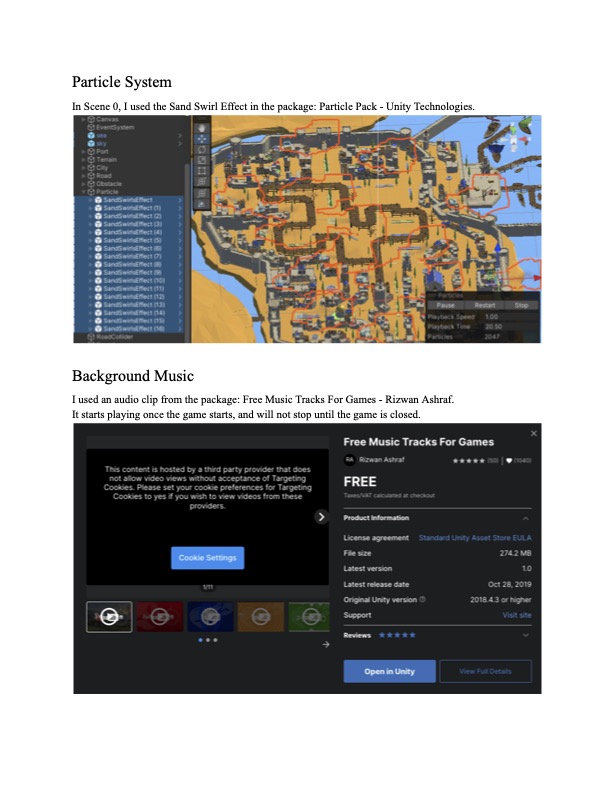 Particle System
In Scene 0, I used the Sand Swirl Effect in the package: Particle Pack - Unity Technologies.
Canvas
EventSystem
sea
sky
Port
Terrain
City
Road
Obstacle
Particle
SandSwirlsEffect
SandSwirlsEffect (1)
SandSwirlsEffect (2)
SandSwirlsEffect (3)
SandSwirlsEffect (4)
SandSwirlsEffect (5)
SandSwirlsEffect (6)
SandSwirlsEffect (7)
SandSwirlsEffect (8)
SandSwirlsEffect (9)
SandSwirlsEffect (10)
SandSwirlsEffect (11)
SandSwirlsEffect (12)
SandSwirlsEffect (13)
SandSwirlsEffect (14)
SandSwirlsEffect (15)
SandSwirlsEffect (16)
RoadCollider
Particles
Pause Restart Stop
Playback Speed 1.00
Playback Time 20.50
Particles 2047
Background Music
I used an audio clip from the package: Free Music Tracks For Games - Rizwan Ashraf.
It starts playing once the game starts, and will not stop until the game is closed.
This content is hosted by a third party provider that does
not allow video views without acceptance of Targeting
Cookies. Please set your cookie preferences for Targeting
Cookies to yes if you wish to view videos from these
providers.
Cookie Settings
1/11
Free Music Tracks For Games
RA Rizwan Ashraf
(50) | (1040)
FREE
Taxes/VAT calculated at checkout
Product Information
License agreement Standard Unity Asset Store EULA
File size 274.2 MB
Latest version 1.0
Latest release date Oct 28, 2019
Original Unity version 2018.4.3 or higher
Support Visit site
Reviews
Open in Unity
View Full Details